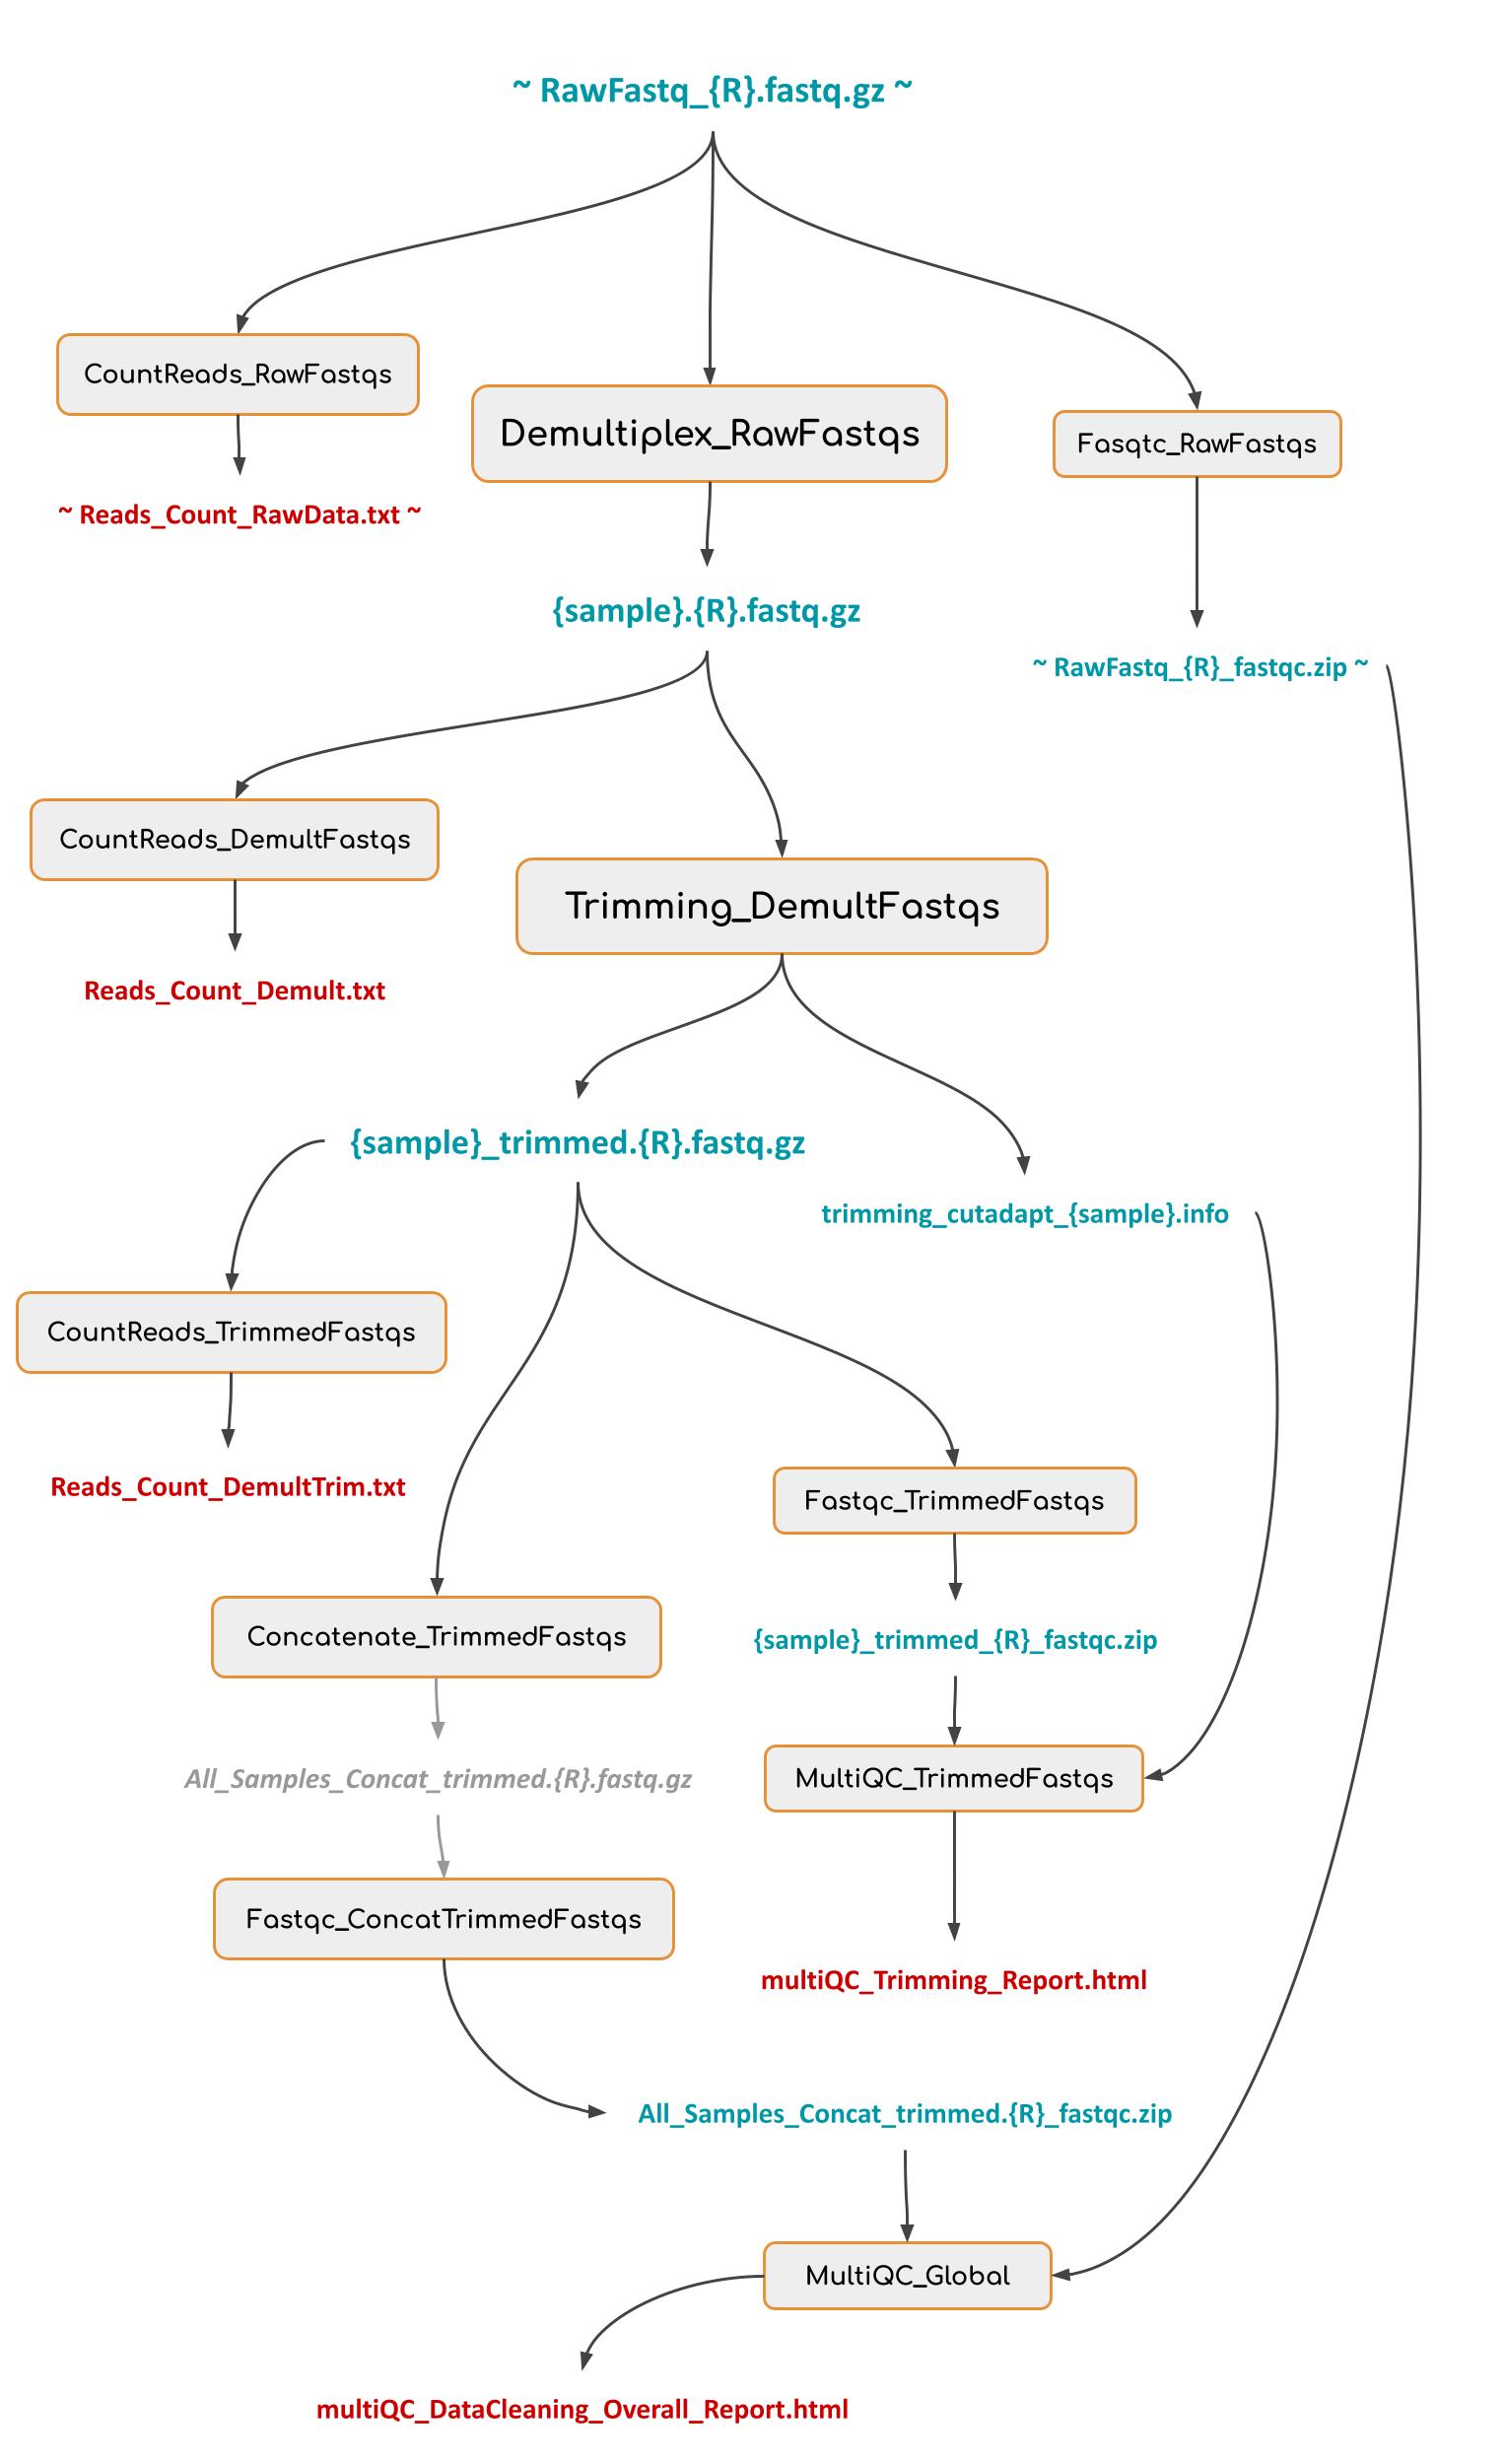 ~ RawFastq_{R}.fastq.gz ~
CountReads_RawFastqs
Demultiplex_RawFastqs
Fasqtc_RawFastqs
~ Reads_Count_RawData.txt ~
{sample}.{R}.fastq.gz
~ RawFastq_{R}_fastqc.zip ~
CountReads_DemultFastqs
Trimming_DemultFastqs
Reads_Count_Demult.txt
{sample}_trimmed.{R}.fastq.gz
trimming_cutadapt_{sample}.info
CountReads_TrimmedFastqs
Reads_Count_DemultTrim.txt
Fastqc_TrimmedFastqs
Concatenate_TrimmedFastqs
{sample}_trimmed_{R}_fastqc.zip
All_Samples_Concat_trimmed.{R}.fastq.gz
MultiQC_TrimmedFastqs
Fastqc_ConcatTrimmedFastqs
multiQC_Trimming_Report.html
All_Samples_Concat_trimmed.{R}_fastqc.zip
MultiQC_Global
multiQC_DataCleaning_Overall_Report.html